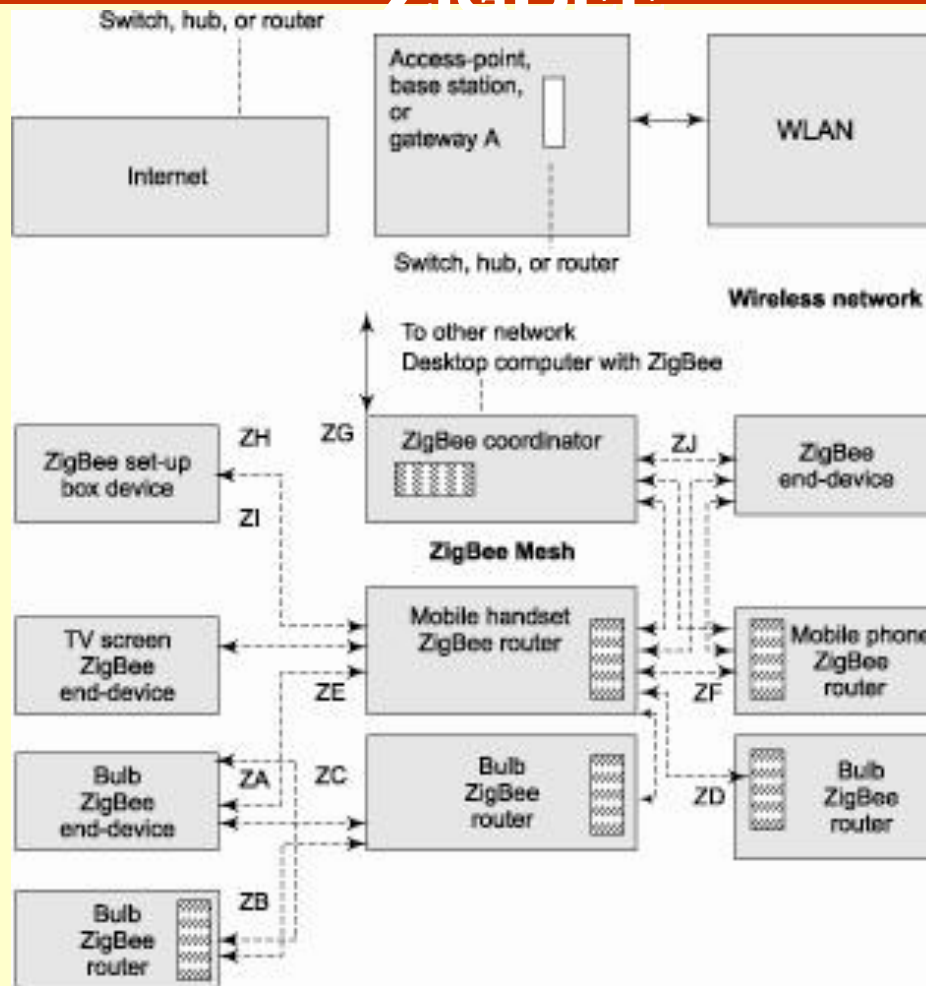 Switch, hub, or router
Access-point,
base station,
or
gateway A
WLAN
Internet
Switch, hub, or router
Wireless network
To other network
Desktop computer with ZigBee
ZH
ZG
ZigBee coordinator
ZJ
ZigBee
end-device
ZigBee set-up
box device
ZI
ZigBee Mesh
Mobile handset
ZigBee router
TV screen
ZigBee
end-device
Mobile phone
ZigBee
router
ZE
ZF
Bulb
ZigBee
end-device
ZA
ZC
Bulb
ZigBee
router
ZD
Bulb
ZigBee
router
ZB
Bulb
ZigBee
router